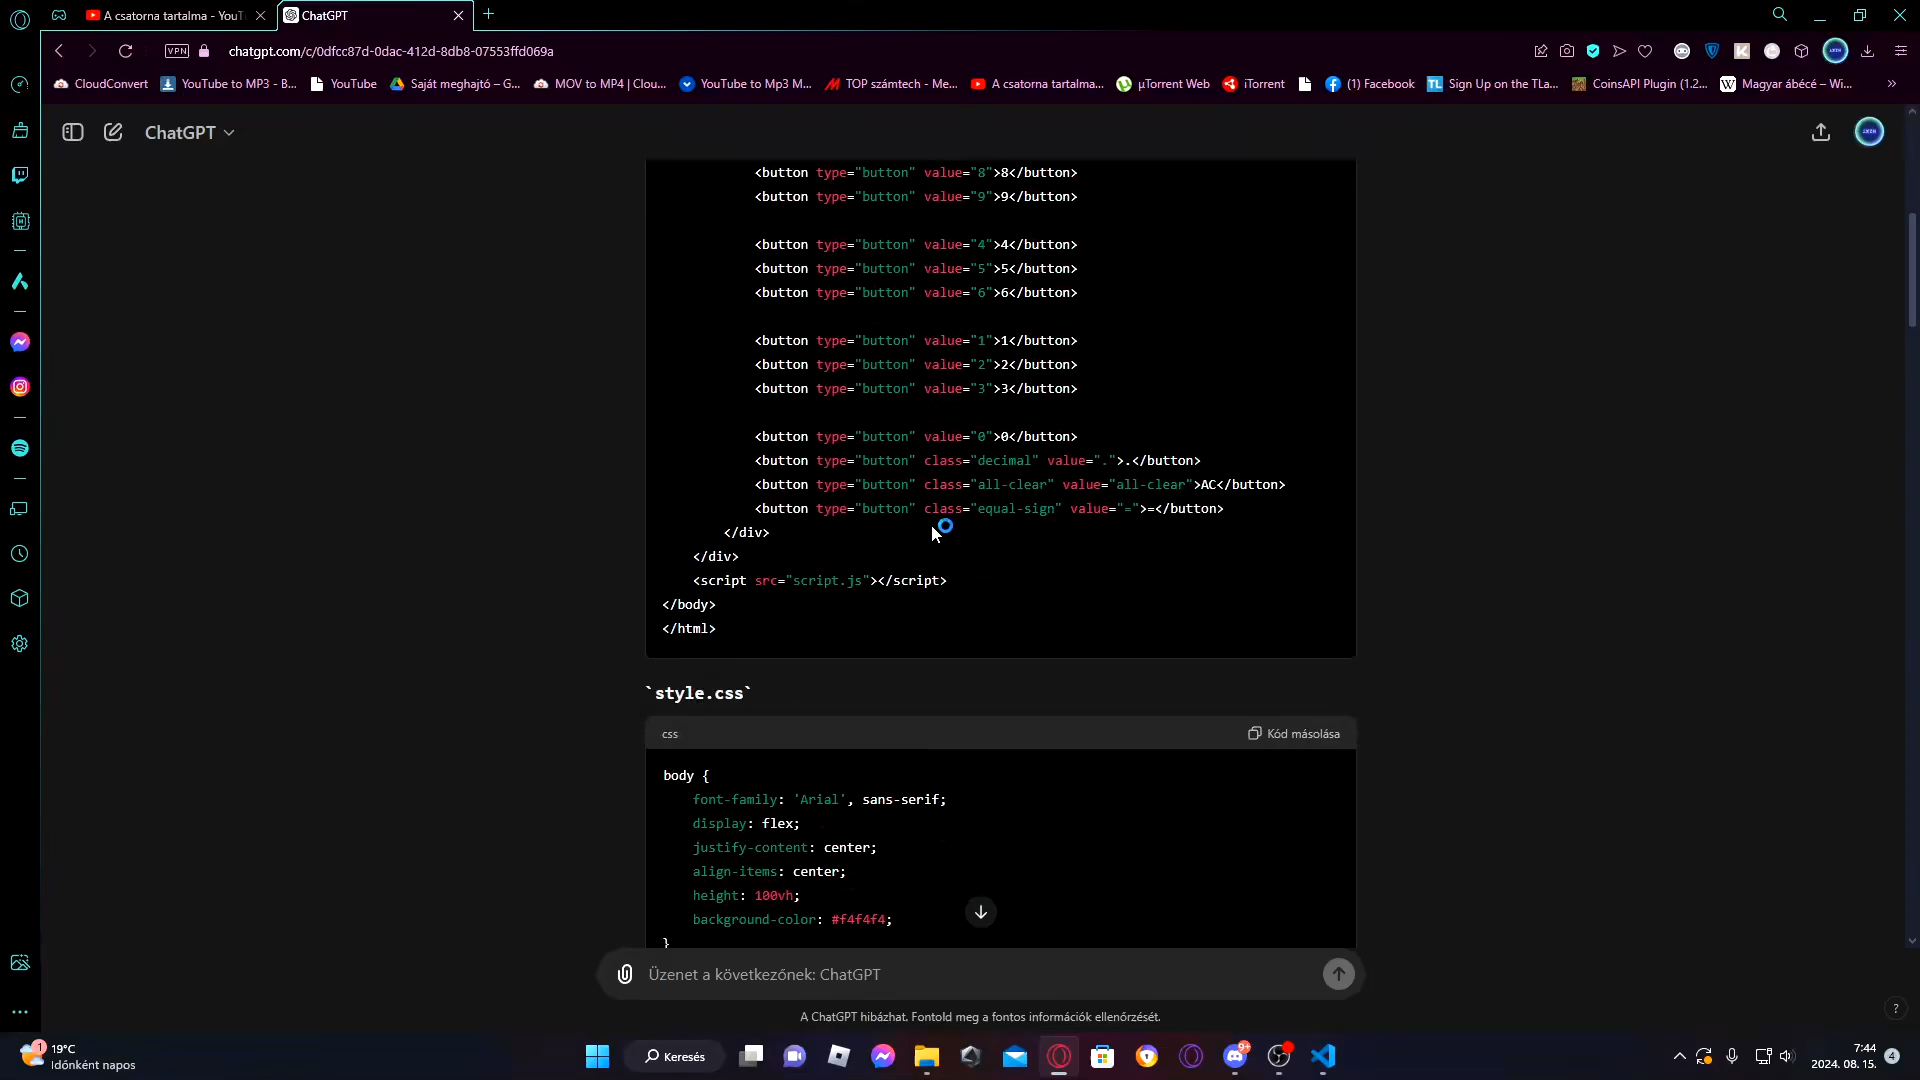 A csatorna tartalma - YouT
ChatGPT
VPN
chatgpt.com/c/0dfcc87d-0dac-412d-8db8-07553ffd069a
CloudConvert
YouTube to MP3 - B...
YouTube
Saját meghajtó – G...
MOV to MP4 | Clou...
YouTube to Mp3 M...
TOP számtech - Me...
A csatorna tartalma...
µTorrent Web
iTorrent
(1) Facebook
TL Sign Up on the TLa...
CoinsAPI Plugin (1.2...
W Magyar ábécé – Wi...
»
ChatGPT
<button type="button" value="8">8</button>
<button type="button" value="9">9</button>
<button type="button" value="4">4</button>
<button type="button" value="5">5</button>
<button type="button" value="6">6</button>
<button type="button" value="1">1</button>
<button type="button" value="2">2</button>
<button type="button" value="3">3</button>
<button type="button" value="0">0</button>
<button type="button" class="decimal" value=".">.</button>
<button type="button" class="all-clear" value="all-clear">AC</button>
<button type="button" class="equal-sign" value="=">=</button>
</div>
</div>
<script src="script.js"></script>
</body>
</html>
`style.css`
css
Kód másolása
body {
font-family: 'Arial', sans-serif;
display: flex;
justify-content: center;
align-items: center;
height: 100vh;
background-color: #f4f4f4;
}
Üzenet a következőnek: ChatGPT
A ChatGPT hibázhat. Fontold meg a fontos információk ellenőrzését.
?
1
19°C
Időnként napos
Keresés
9+
7:44
2024. 08. 15.
4